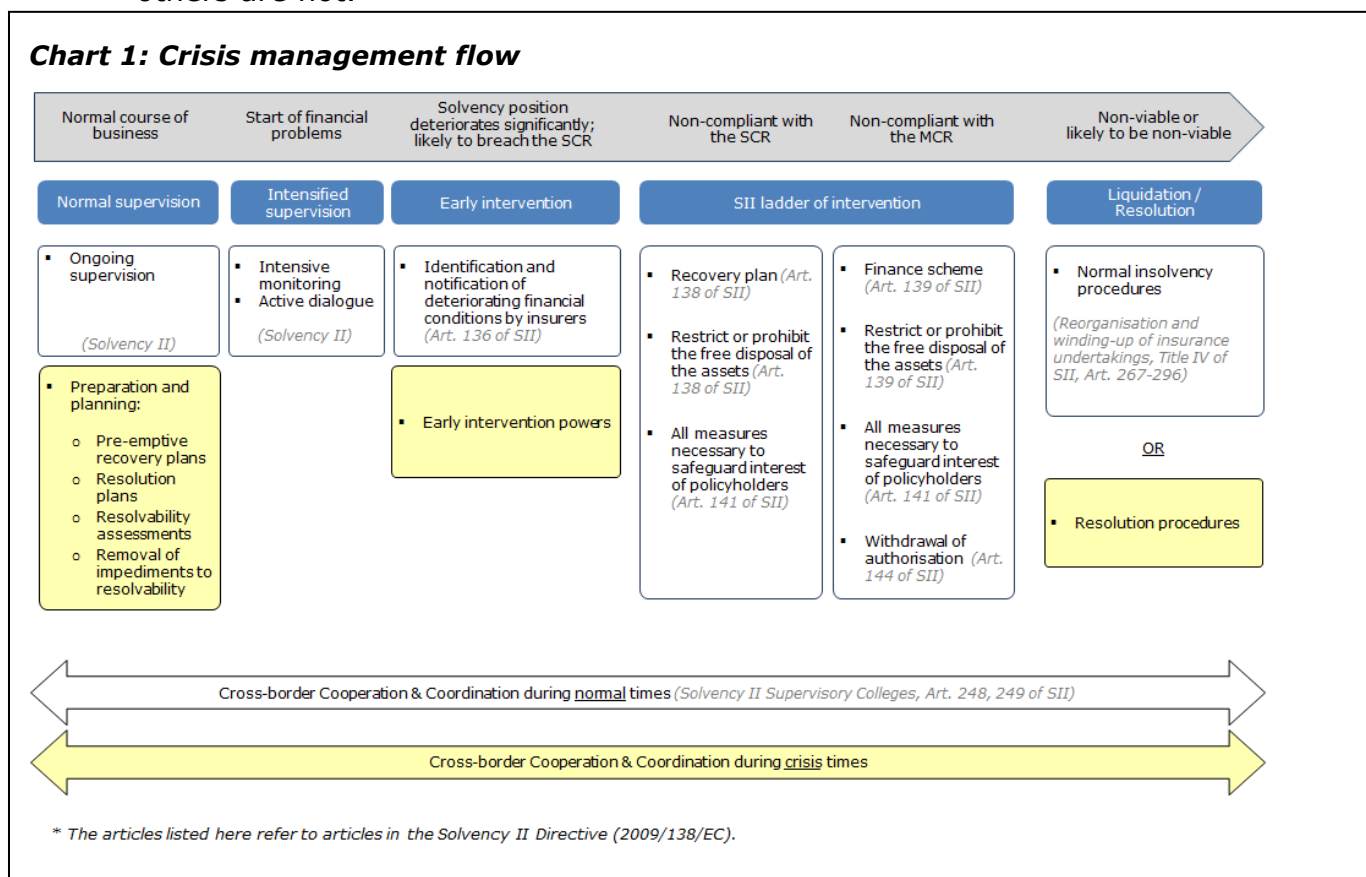 others are not.
Chart 1: Crisis management flow
Normal course of
business
Start of financial
problems
Solvency position
deteriorates significantly;
likely to breach the SCR
Non-compliant with
the SCR
Non-compliant with
the MCR
Non-viable or
likely to be non-viable
Normal supervision
Intensified
supervision
Early intervention
SII ladder of intervention
Liquidation /
Resolution
▪ Ongoing
supervision
(Solvency II)
▪ Preparation and
planning:
o Pre-emptive
recovery plans
o Resolution
plans
o Resolvability
assessments
o Removal of
impediments to
resolvability
▪ Intensive
monitoring
▪ Active dialogue
(Solvency II)
▪ Identification and
notification of
deteriorating financial
conditions by insurers
(Art. 136 of SII)
▪ Early intervention powers
▪ Recovery plan (Art.
138 of SII)
▪ Restrict or prohibit
the free disposal of
the assets (Art.
138 of SII)
▪ All measures
necessary to
safeguard interest
of policyholders
(Art. 141 of SII)
▪ Finance scheme
(Art. 139 of SII)
▪ Restrict or prohibit
the free disposal of
the assets (Art.
139 of SII)
▪ All measures
necessary to
safeguard interest
of policyholders
(Art. 141 of SII)
▪ Withdrawal of
authorisation (Art.
144 of SII)
▪ Normal insolvency
procedures
(Reorganisation and
winding-up of insurance
undertakings, Title IV of
SII, Art. 267-296)
OR
▪ Resolution procedures
Cross-border Cooperation & Coordination during normal times (Solvency II Supervisory Colleges, Art. 248, 249 of SII)
Cross-border Cooperation & Coordination during crisis times
* The articles listed here refer to articles in the Solvency II Directive (2009/138/EC).